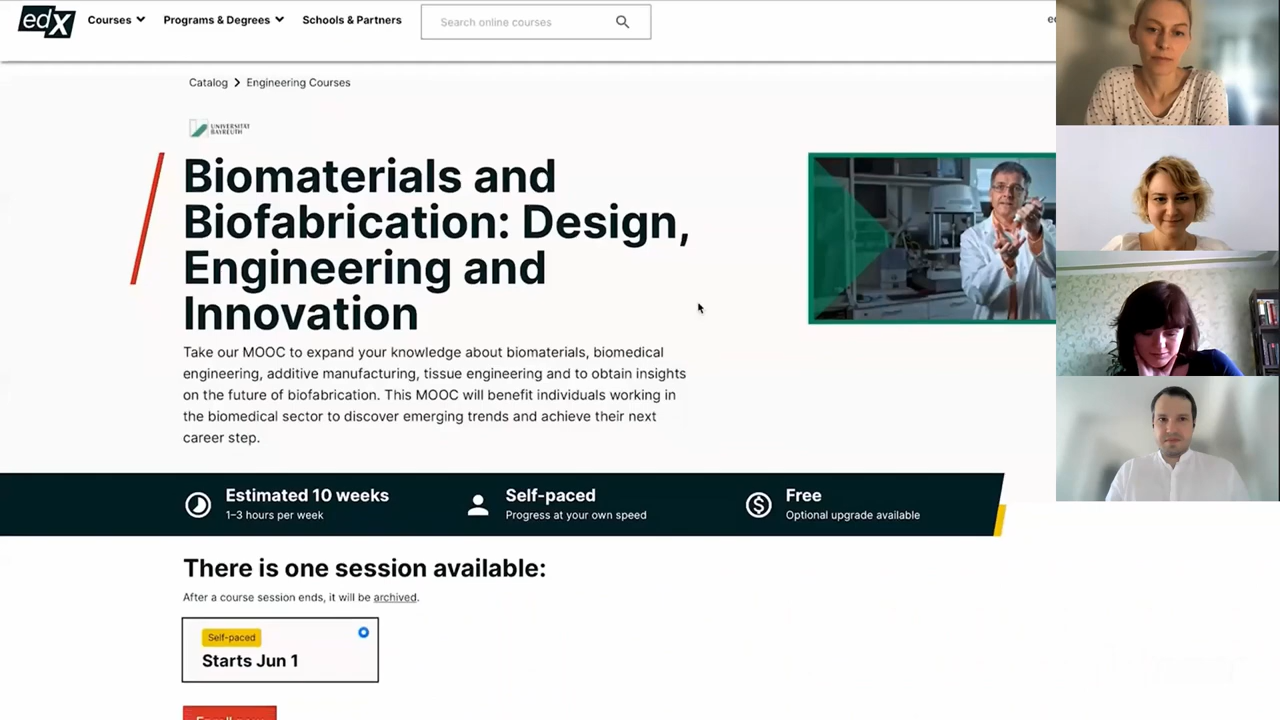 edX
Courses
Programs & Degrees
Schools & Partners
Search online courses
Catalog
Engineering Courses
UNIVERSITÄT
BAYREUTH
Biomaterials and
Biofabrication: Design,
Engineering and
Innovation
Take our MOOC to expand your knowledge about biomaterials, biomedical
engineering, additive manufacturing, tissue engineering and to obtain insights
on the future of biofabrication. This MOOC will benefit individuals working in
the biomedical sector to discover emerging trends and achieve their next
career step.
Estimated 10 weeks
1–3 hours per week
Self-paced
Progress at your own speed
Free
Optional upgrade available
There is one session available:
After a course session ends, it will be archived.
Self-paced
Starts Jun 1